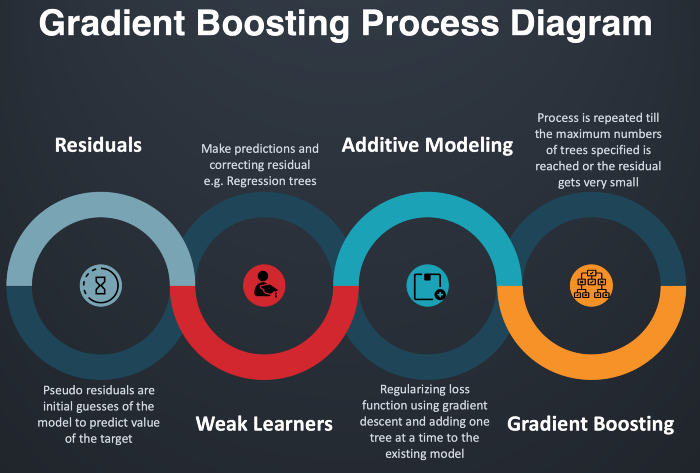 Gradient Boosting Process Diagram
Residuals
Pseudo residuals are
initial guesses of the
model to predict value
of the target
Make predictions and
correcting residual
e.g. Regression trees
Weak Learners
Additive Modeling
Regularizing loss
function using gradient
descent and adding one
tree at a time to the
existing model
Process is repeated till
the maximum numbers
of trees specified is
reached or the residual
gets very small
Gradient Boosting